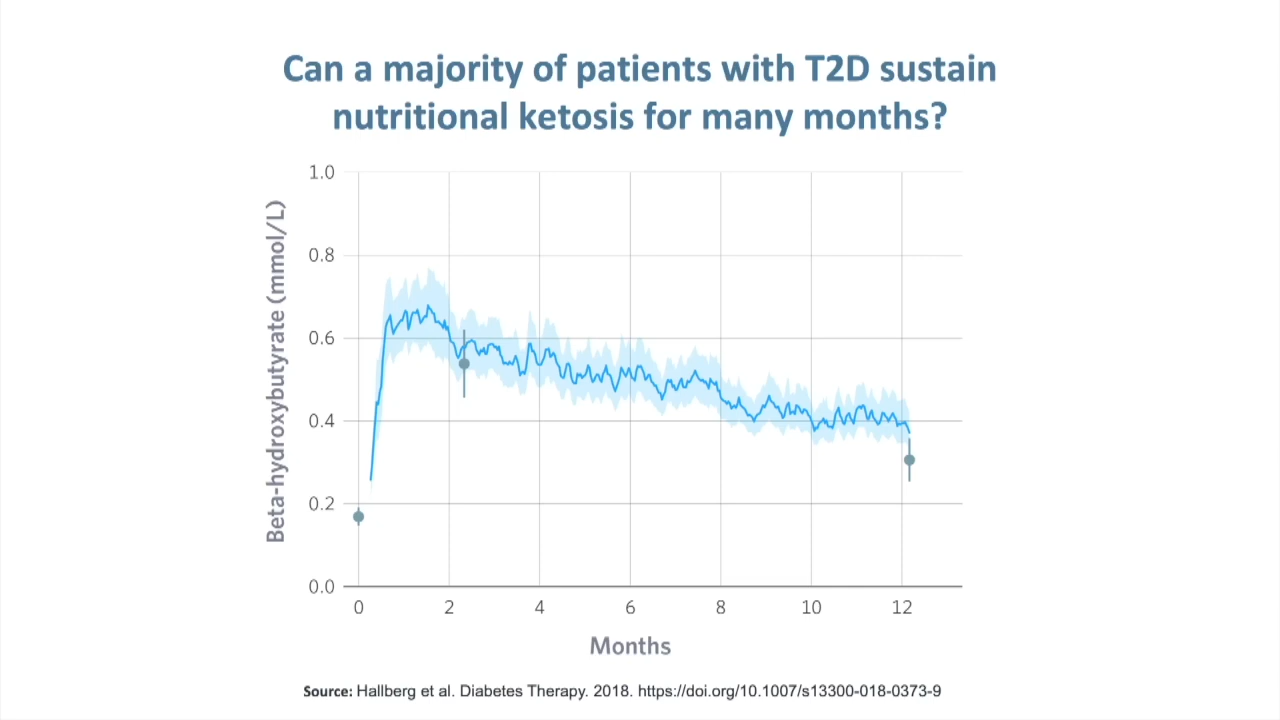 Can a majority of patients with T2D sustain
nutritional ketosis for many months?
Beta-hydroxybutyrate (mmol/L)
1.0
0.8
0.6
0.4
0.2
0.0
0 2 4 6 8 10 12
Months
Source: Hallberg et al. Diabetes Therapy. 2018. https://doi.org/10.1007/s13300-018-0373-9